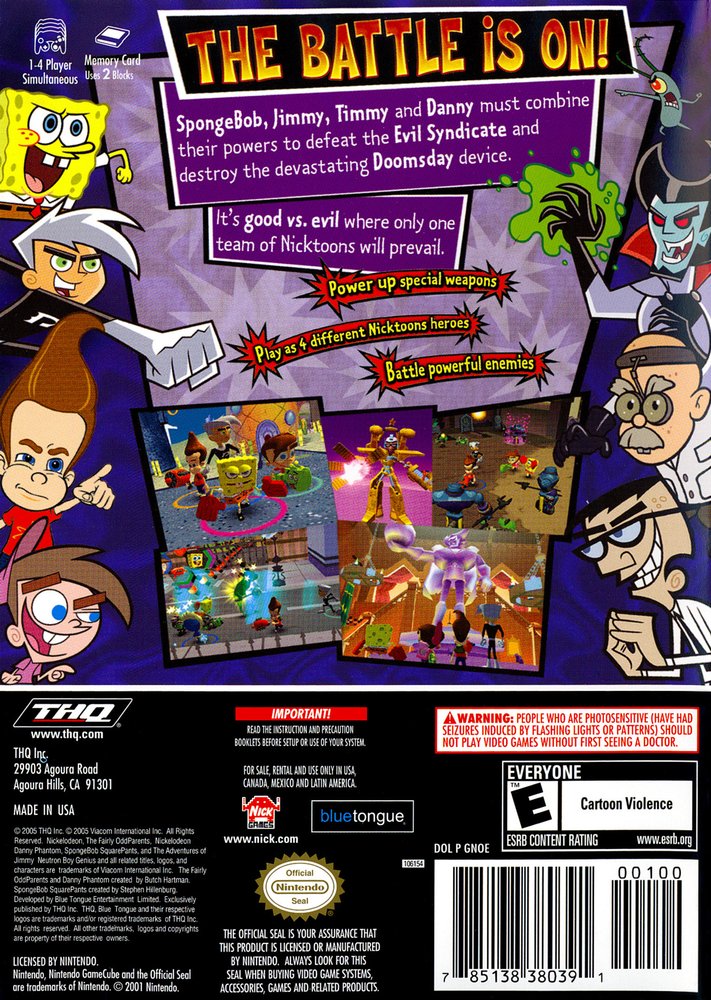 THE BATTLE iS ON!
1-4 Player
Simultaneous
Memory Card
Uses 2 Blocks
SpongeBob, Jimmy, Timmy and Danny must combine
their powers to defeat the Evil Syndicate and
destroy the devastating Doomsday device.
It's good vs. evil where only one
team of Nicktoons will prevail.
Power up special weapons
Play as 4 different Nicktoons heroes
Battle powerful enemies
THQ
www.thq.com
THQ Inc.
29903 Agoura Road
Agoura Hills, CA 91301
MADE IN USA
© 2005 THQ Inc. © 2005 Viacom International Inc. All Rights
Reserved. Nickelodeon, The Fairly OddParents, Nickelodeon
Danny Phantom, SpongeBob SquarePants, and The Adventures of
Jimmy Neutron Boy Genius and all related titles, logos, and
characters are trademarks of Viacom International Inc. The Fairly
OddParents and Danny Phantom created by Butch Hartman.
SpongeBob SquarePants created by Stephen Hillenburg.
Developed by Blue Tongue Entertainment Limited. Exclusively
published by THQ Inc. THQ, Blue Tongue and their respective
logos are trademarks and/or registered trademarks of THQ Inc.
All rights reserved. All other trademarks, logos and copyrights
are property of their respective owners.
LICENSED BY NINTENDO.
Nintendo, Nintendo GameCube and the Official Seal
are trademarks of Nintendo. © 2001 Nintendo.
IMPORTANT!
READ THE INSTRUCTION AND PRECAUTION
BOOKLETS BEFORE SETUP OR USE OF YOUR SYSTEM.
FOR SALE, RENTAL AND USE ONLY IN USA,
CANADA, MEXICO AND LATIN AMERICA.
NICK
GAMES
www.nick.com
bluetongue
106154
Official
Nintendo
Seal
THE OFFICIAL SEAL IS YOUR ASSURANCE THAT
THIS PRODUCT IS LICENSED OR MANUFACTURED
BY NINTENDO. ALWAYS LOOK FOR THIS
SEAL WHEN BUYING VIDEO GAME SYSTEMS,
ACCESSORIES, GAMES AND RELATED PRODUCTS.
WARNING: PEOPLE WHO ARE PHOTOSENSITIVE (HAVE HAD
SEIZURES INDUCED BY FLASHING LIGHTS OR PATTERNS) SHOULD
NOT PLAY VIDEO GAMES WITHOUT FIRST SEEING A DOCTOR.
EVERYONE
E
TM
Cartoon Violence
ESRB CONTENT RATING www.esrb.org
DOL P GNOE
00100
7 85138 38039 1